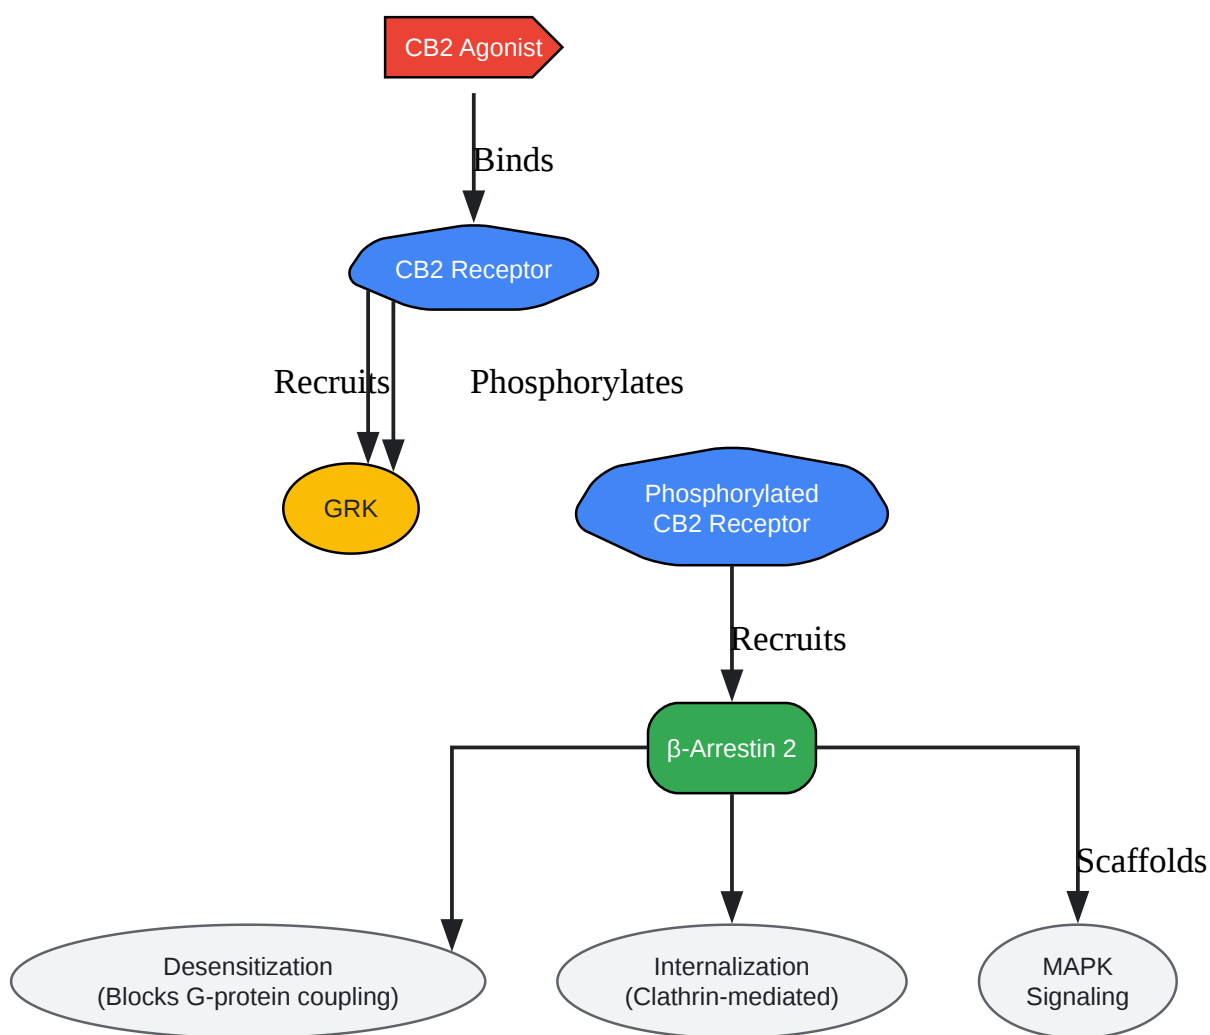 CB2 Agonist
Binds
CB2 Receptor
Recruits
Phosphorylates
GRK
Phosphorylated
CB2 Receptor
Recruits
β-Arrestin 2
Scaffolds
Desensitization
(Blocks G-protein coupling)
Internalization
(Clathrin-mediated)
MAPK
Signaling